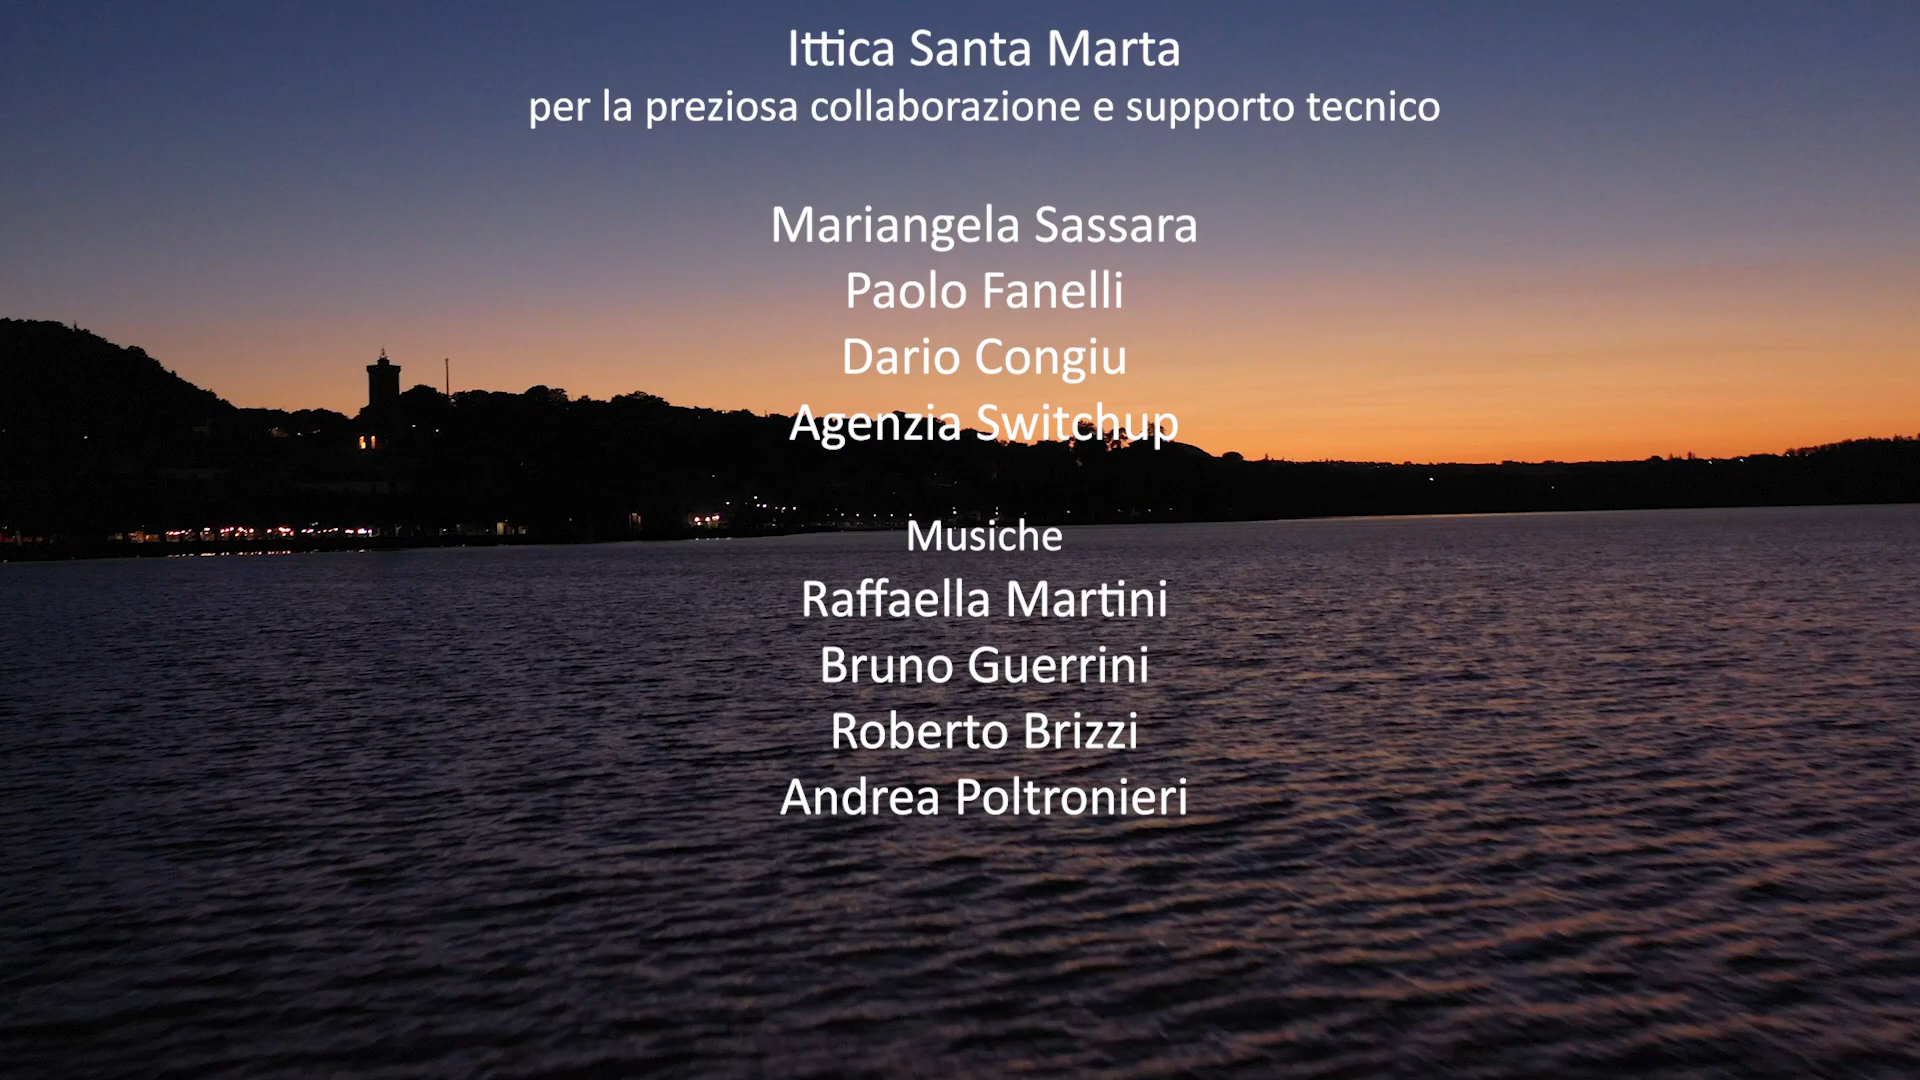 Ittica Santa Marta
per la preziosa collaborazione e supporto tecnico
Mariangela Sassara
Paolo Fanelli
Dario Congiu
Agenzia Switchup
Musiche
Raffaella Martini
Bruno Guerrini
Roberto Brizzi
Andrea Poltronieri